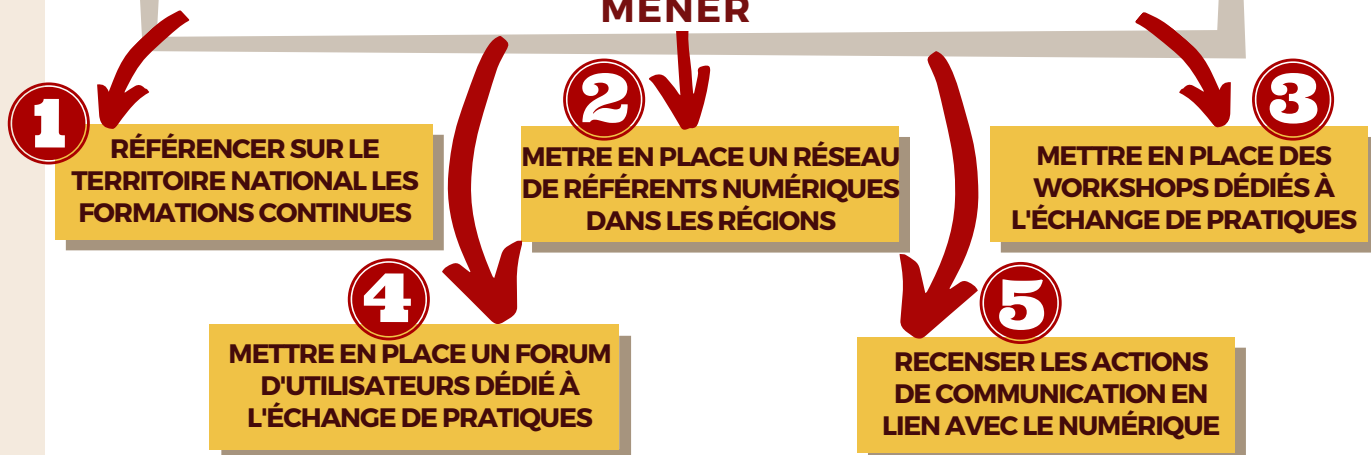 MENER
1
RÉFÉRENCER SUR LE
TERRITOIRE NATIONAL LES
FORMATIONS CONTINUES
2
METRE EN PLACE UN RÉSEAU
DE RÉFÉRENTS NUMÉRIQUES
DANS LES RÉGIONS
3
METTRE EN PLACE DES
WORKSHOPS DÉDIÉS À
L'ÉCHANGE DE PRATIQUES
4
METTRE EN PLACE UN FORUM
D'UTILISATEURS DÉDIÉ À
L'ÉCHANGE DE PRATIQUES
5
RECENSER LES ACTIONS
DE COMMUNICATION EN
LIEN AVEC LE NUMÉRIQUE